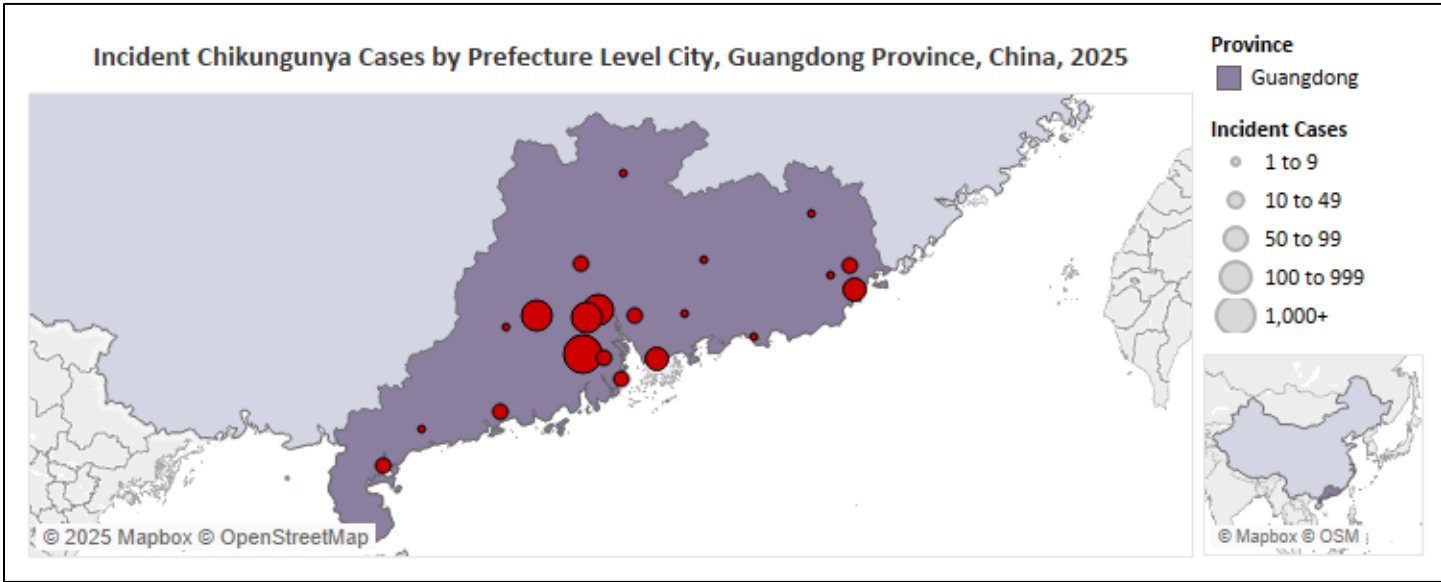 Incident Chikungunya Cases by Prefecture Level City, Guangdong Province, China, 2025
Province
Guangdong
Incident Cases
1 to 9
10 to 49
50 to 99
100 to 999
1,000+
© 2025 Mapbox © OpenStreetMap
© Mapbox © OSM